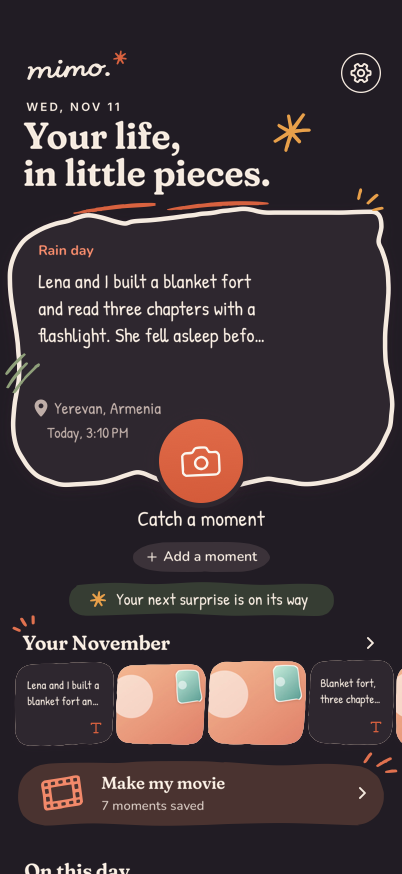 mimo.
WED, NOV 11
Your life,
in little pieces.
Rain day
Lena and I built a blanket fort
and read three chapters with a
flashlight. She fell asleep befo...
Yerevan, Armenia
Today, 3:10 PM
Catch a moment
+ Add a moment
Your next surprise is on its way
Your November
Lena and I built a
blanket fort an...
T
Blanket fort,
three chapte...
T
Make my movie
7 moments saved
On this day